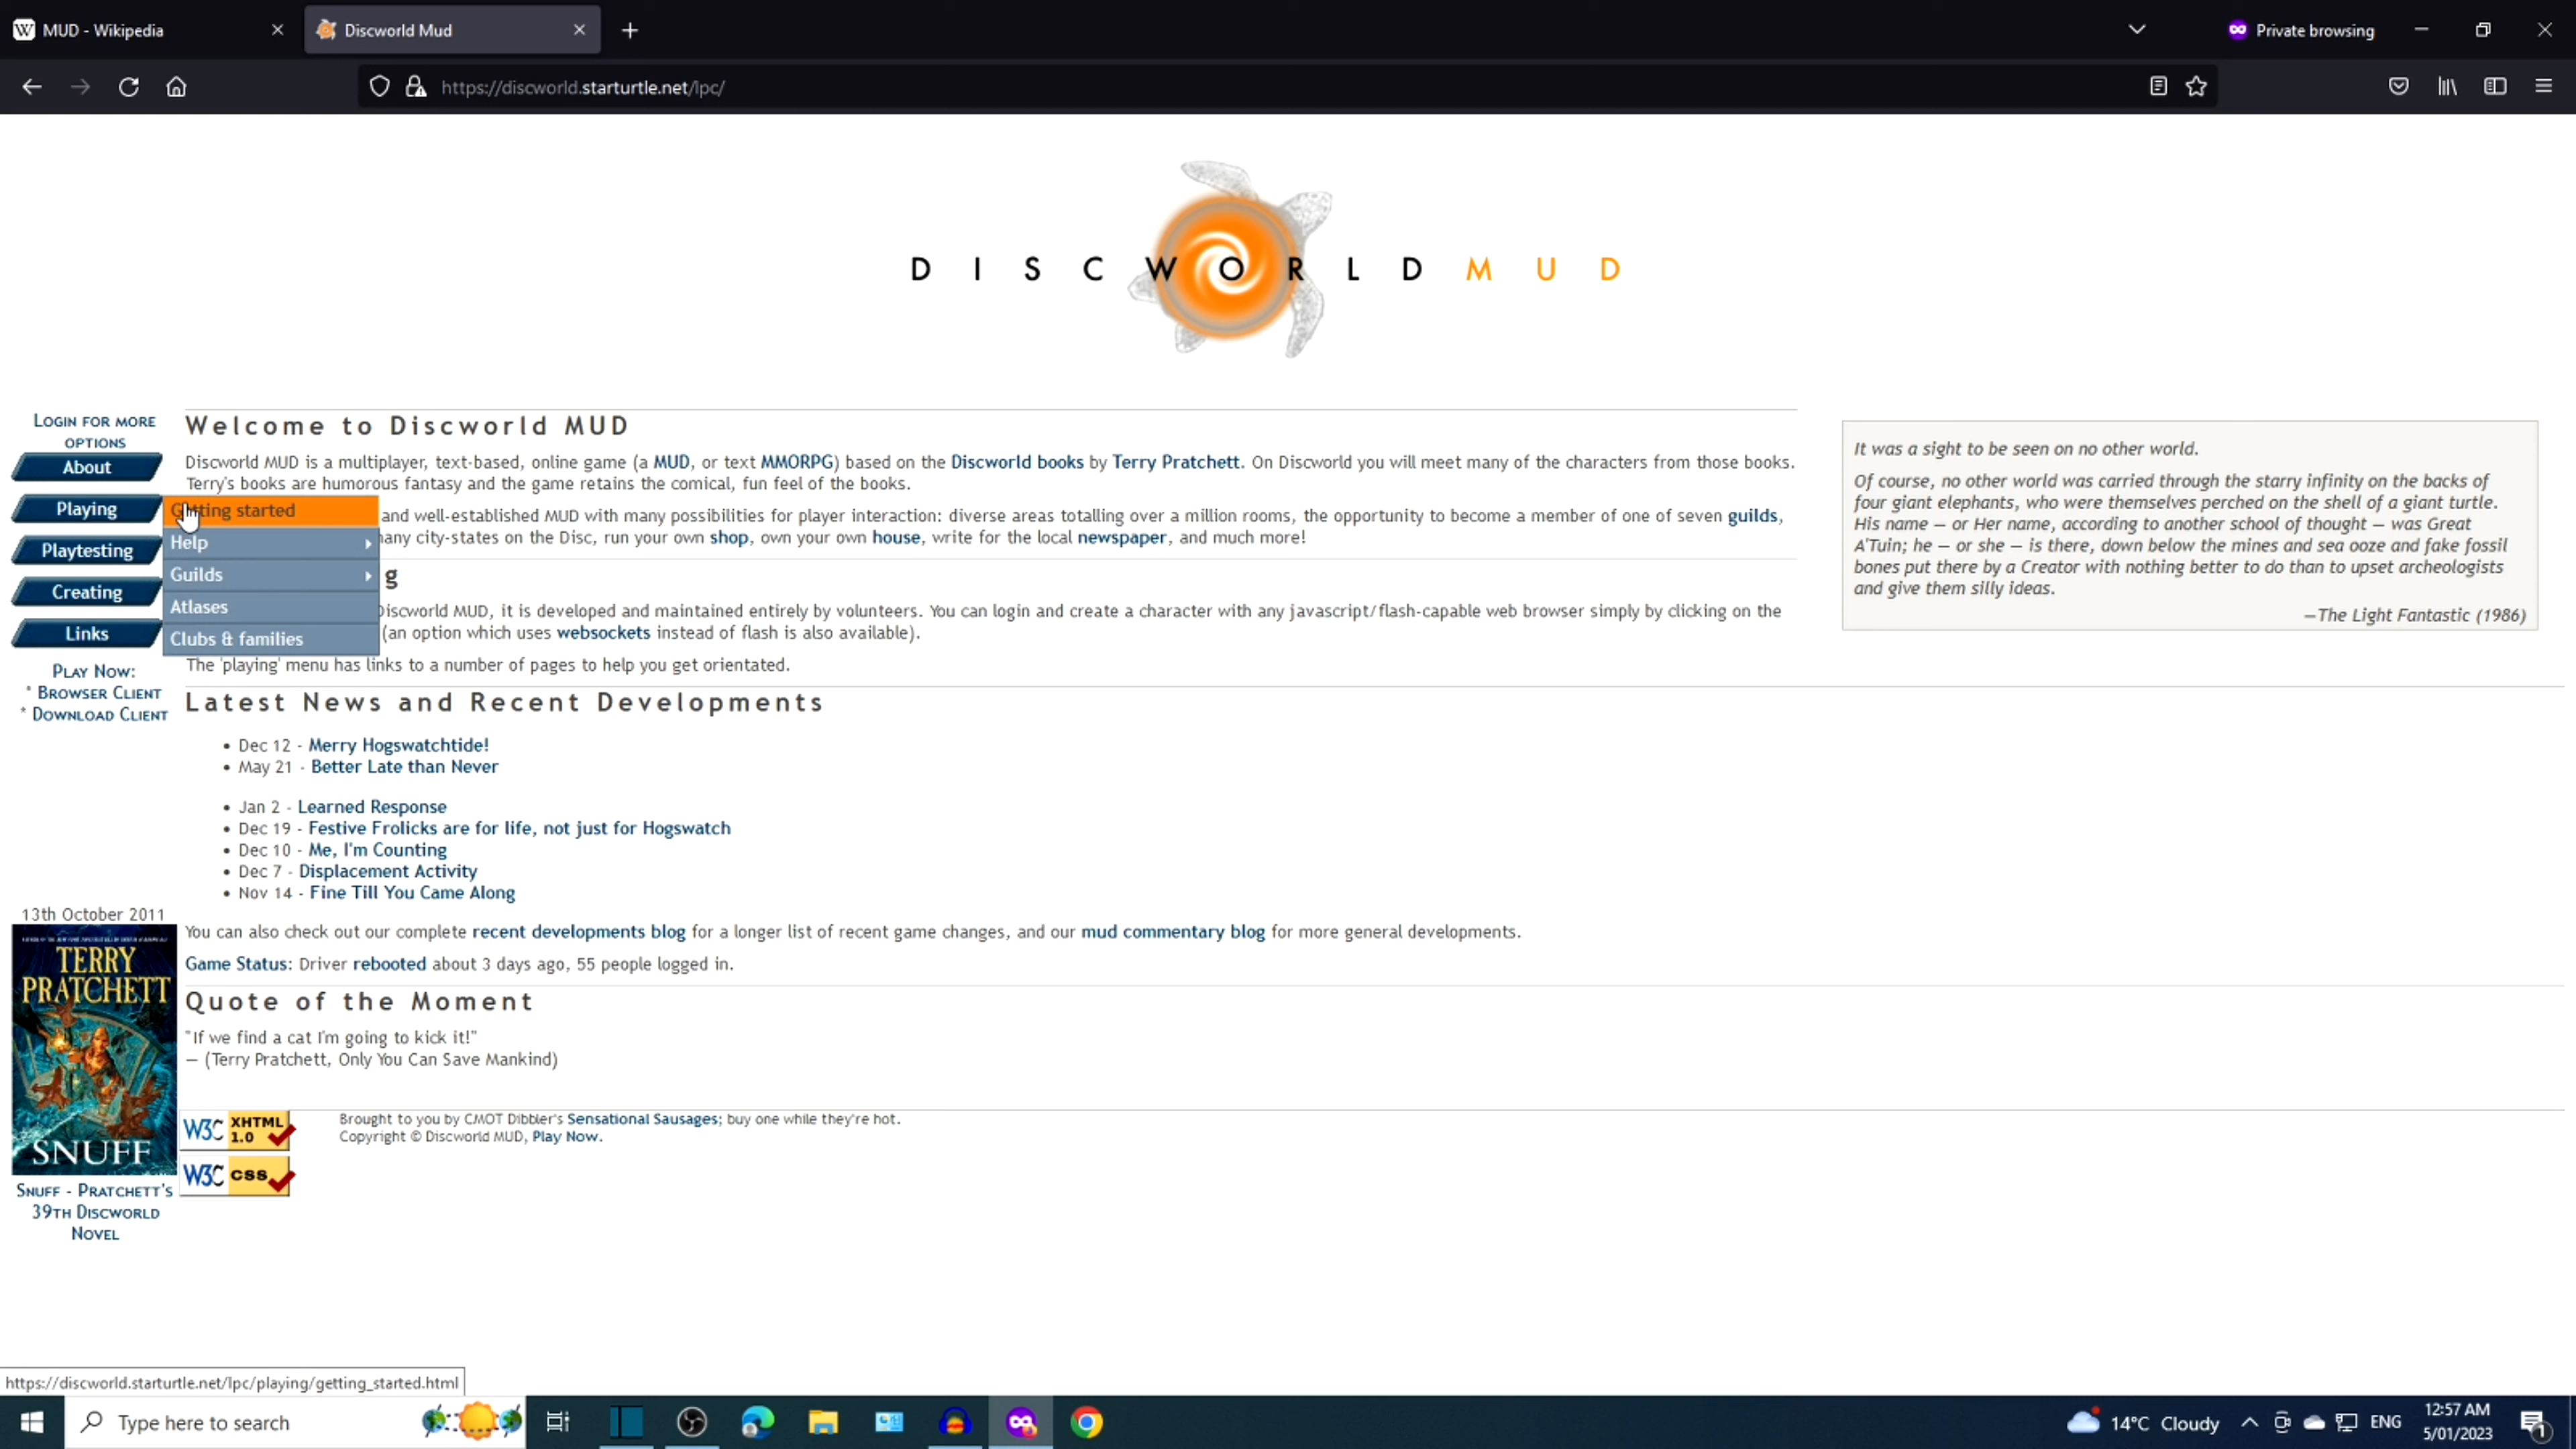 MUD - Wikipedia
Discworld Mud
Private browsing
https://discworld.starturtle.net/lpc/
DISCWORLD MUD
LOGIN FOR MORE
OPTIONS
About
Playing
Playtesting
Creating
Links
Getting started
Help
Guilds
Atlases
Clubs & families
PLAY NOW:
* BROWSER CLIENT
* DOWNLOAD CLIENT
Welcome to Discworld MUD
Discworld MUD is a multiplayer, text-based, online game (a MUD, or text MMORPG) based on the Discworld books by Terry Pratchett. On Discworld you will meet many of the characters from those books.
Terry's books are humorous fantasy and the game retains the comical, fun feel of the books.
and well-established MUD with many possibilities for player interaction: diverse areas totalling over a million rooms, the opportunity to become a member of one of seven guilds,
any city-states on the Disc, run your own shop, own your own house, write for the local newspaper, and much more!
g
Discworld MUD, it is developed and maintained entirely by volunteers. You can login and create a character with any javascript/flash-capable web browser simply by clicking on the
(an option which uses websockets instead of flash is also available).
The 'playing' menu has links to a number of pages to help you get orientated.
It was a sight to be seen on no other world.
Of course, no other world was carried through the starry infinity on the backs of
four giant elephants, who were themselves perched on the shell of a giant turtle.
His name — or Her name, according to another school of thought — was Great
A'Tuin; he — or she — is there, down below the mines and sea ooze and fake fossil
bones put there by a Creator with nothing better to do than to upset archeologists
and give them silly ideas.
—The Light Fantastic (1986)
Latest News and Recent Developments
• Dec 12 - Merry Hogswatchtide!
• May 21 - Better Late than Never
• Jan 2 - Learned Response
• Dec 19 - Festive Frolicks are for life, not just for Hogswatch
• Dec 10 - Me, I'm Counting
• Dec 7 - Displacement Activity
• Nov 14 - Fine Till You Came Along
You can also check out our complete recent developments blog for a longer list of recent game changes, and our mud commentary blog for more general developments.
Game Status: Driver rebooted about 3 days ago, 55 people logged in.
Quote of the Moment
"If we find a cat I'm going to kick it!"
— (Terry Pratchett, Only You Can Save Mankind)
13th October 2011
TERRY
PRATCHETT
SNUFF
SNUFF - PRATCHETT'S
39TH DISCWORLD
NOVEL
W3C XHTML 1.0
W3C CSS
Brought to you by CMOT Dibbler's Sensational Sausages; buy one while they're hot.
Copyright © Discworld MUD, Play Now.
https://discworld.starturtle.net/lpc/playing/getting_started.html
Type here to search
14°C Cloudy
ENG
12:57 AM
5/01/2023
1